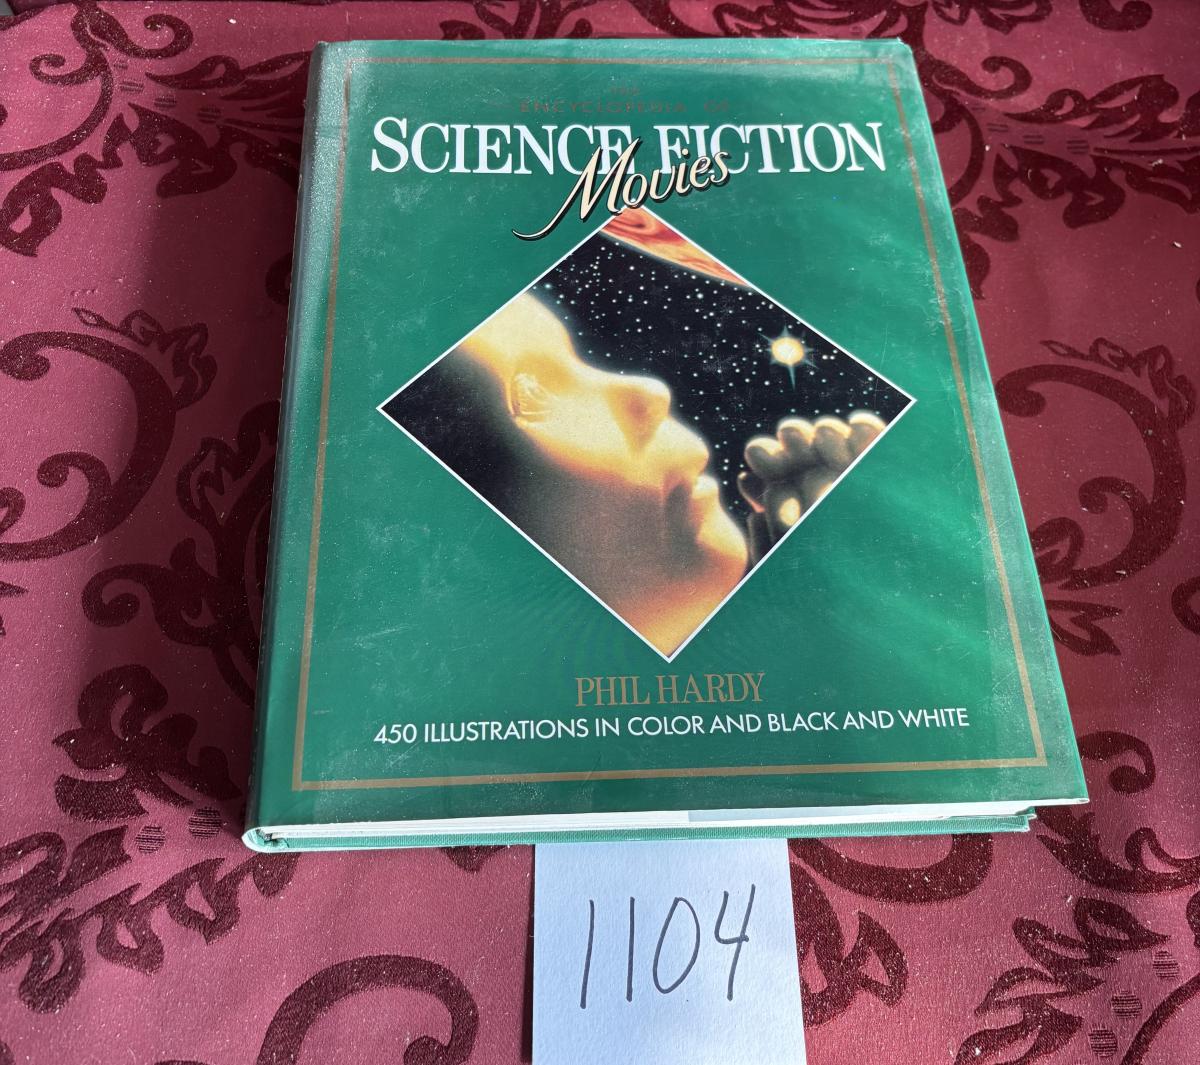 THE
ENCYCLOPEDIA OF
SCIENCE FICTION
Movies
PHIL HARDY
450 ILLUSTRATIONS IN COLOR AND BLACK AND WHITE
1104